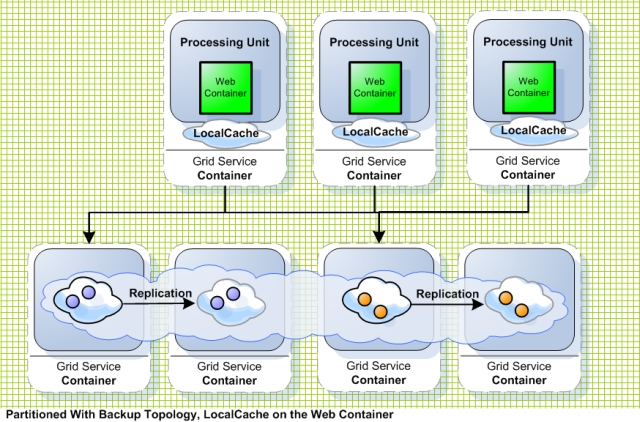 Processing Unit
Web
Container
LocalCache
Grid Service
Container
Processing Unit
Web
Container
LocalCache
Grid Service
Container
Processing Unit
Web
Container
LocalCache
Grid Service
Container
Replication
Replication
Grid Service
Container
Grid Service
Container
Grid Service
Container
Grid Service
Container
Partitioned With Backup Topology, LocalCache on the Web Container